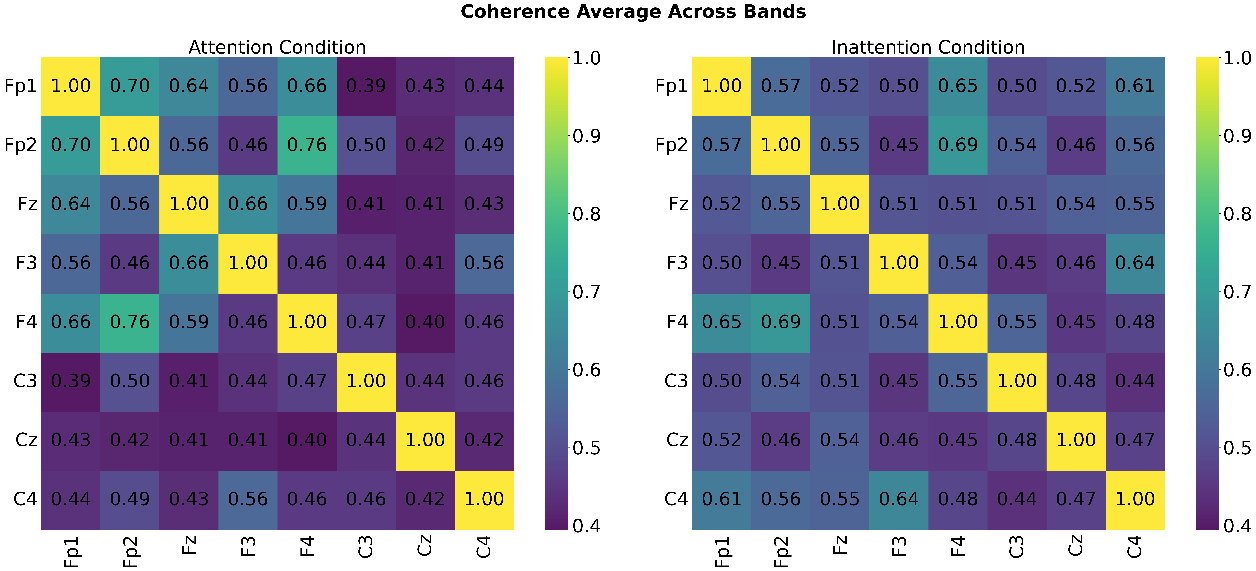 Coherence Average Across Bands
Attention Condition
Fp1 1.00 0.70 0.64 0.56 0.66 0.39 0.43 0.44
Fp2 0.70 1.00 0.56 0.46 0.76 0.50 0.42 0.49
Fz 0.64 0.56 1.00 0.66 0.59 0.41 0.41 0.43
F3 0.56 0.46 0.66 1.00 0.46 0.44 0.41 0.56
F4 0.66 0.76 0.59 0.46 1.00 0.47 0.40 0.46
C3 0.39 0.50 0.41 0.44 0.47 1.00 0.44 0.46
Cz 0.43 0.42 0.41 0.41 0.40 0.44 1.00 0.42
C4 0.44 0.49 0.43 0.56 0.46 0.46 0.42 1.00
Fp1 Fp2 Fz F3 F4 C3 Cz C4
1.0
0.9
0.8
0.7
0.6
0.5
0.4
Inattention Condition
Fp1 1.00 0.57 0.52 0.50 0.65 0.50 0.52 0.61
Fp2 0.57 1.00 0.55 0.45 0.69 0.54 0.46 0.56
Fz 0.52 0.55 1.00 0.51 0.51 0.51 0.54 0.55
F3 0.50 0.45 0.51 1.00 0.54 0.45 0.46 0.64
F4 0.65 0.69 0.51 0.54 1.00 0.55 0.45 0.48
C3 0.50 0.54 0.51 0.45 0.55 1.00 0.48 0.44
Cz 0.52 0.46 0.54 0.46 0.45 0.48 1.00 0.47
C4 0.61 0.56 0.55 0.64 0.48 0.44 0.47 1.00
Fp1 Fp2 Fz F3 F4 C3 Cz C4
1.0
0.9
0.8
0.7
0.6
0.5
0.4